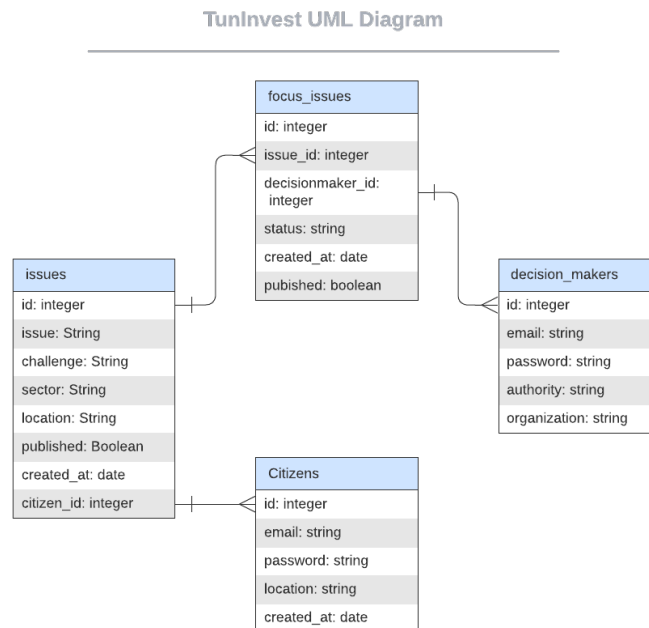 TunInvest UML Diagram
focus_issues
id: integer
issue_id: integer
decisionmaker_id:
integer
status: string
created_at: date
pubished: boolean
issues
id: integer
issue: String
challenge: String
sector: String
location: String
published: Boolean
created_at: date
citizen_id: integer
decision_makers
id: integer
email: string
password: string
authority: string
organization: string
Citizens
id: integer
email: string
password: string
location: string
created_at: date